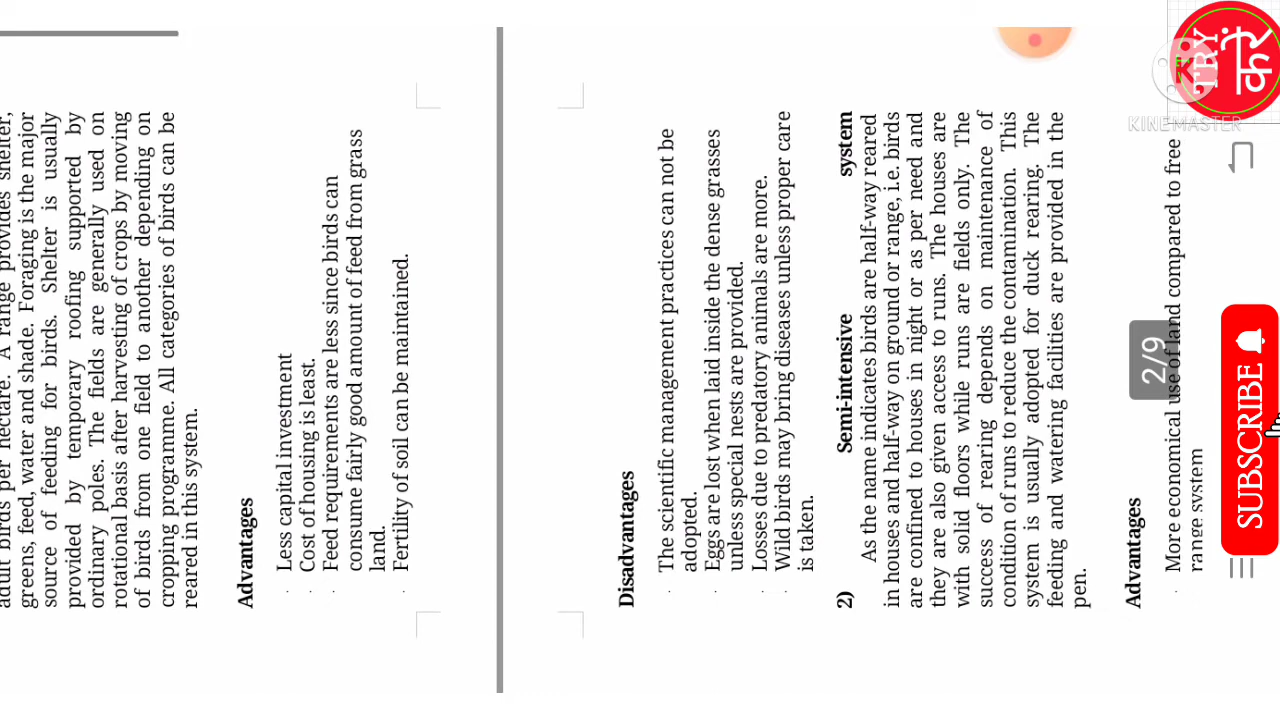 adult birds per hectare. A range provides shelter,
greens, feed, water and shade. Foraging is the major
source of feeding for birds. Shelter is usually
provided by temporary roofing supported by
ordinary poles. The fields are generally used on
rotational basis after harvesting of crops by moving
of birds from one field to another depending on
cropping programme. All categories of birds can be
reared in this system.
Advantages
· Less capital investment
· Cost of housing is least.
· Feed requirements are less since birds can
consume fairly good amount of feed from grass
land.
· Fertility of soil can be maintained.
Disadvantages
· The scientific management practices can not be
adopted.
· Eggs are lost when laid inside the dense grasses
unless special nests are provided.
· Losses due to predatory animals are more.
· Wild birds may bring diseases unless proper care
is taken.
2) Semi-intensive system
As the name indicates birds are half-way reared
in houses and half-way on ground or range, i.e. birds
are confined to houses in night or as per need and
they are also given access to runs. The houses are
with solid floors while runs are fields only. The
success of rearing depends on maintenance of
condition of runs to reduce the contamination. This
system is usually adopted for duck rearing. The
feeding and watering facilities are provided in the
pen.
Advantages
· More economical use of land compared to free
range system
2/9
SUBSCRIBE
TRY
करें
KINEMASTER